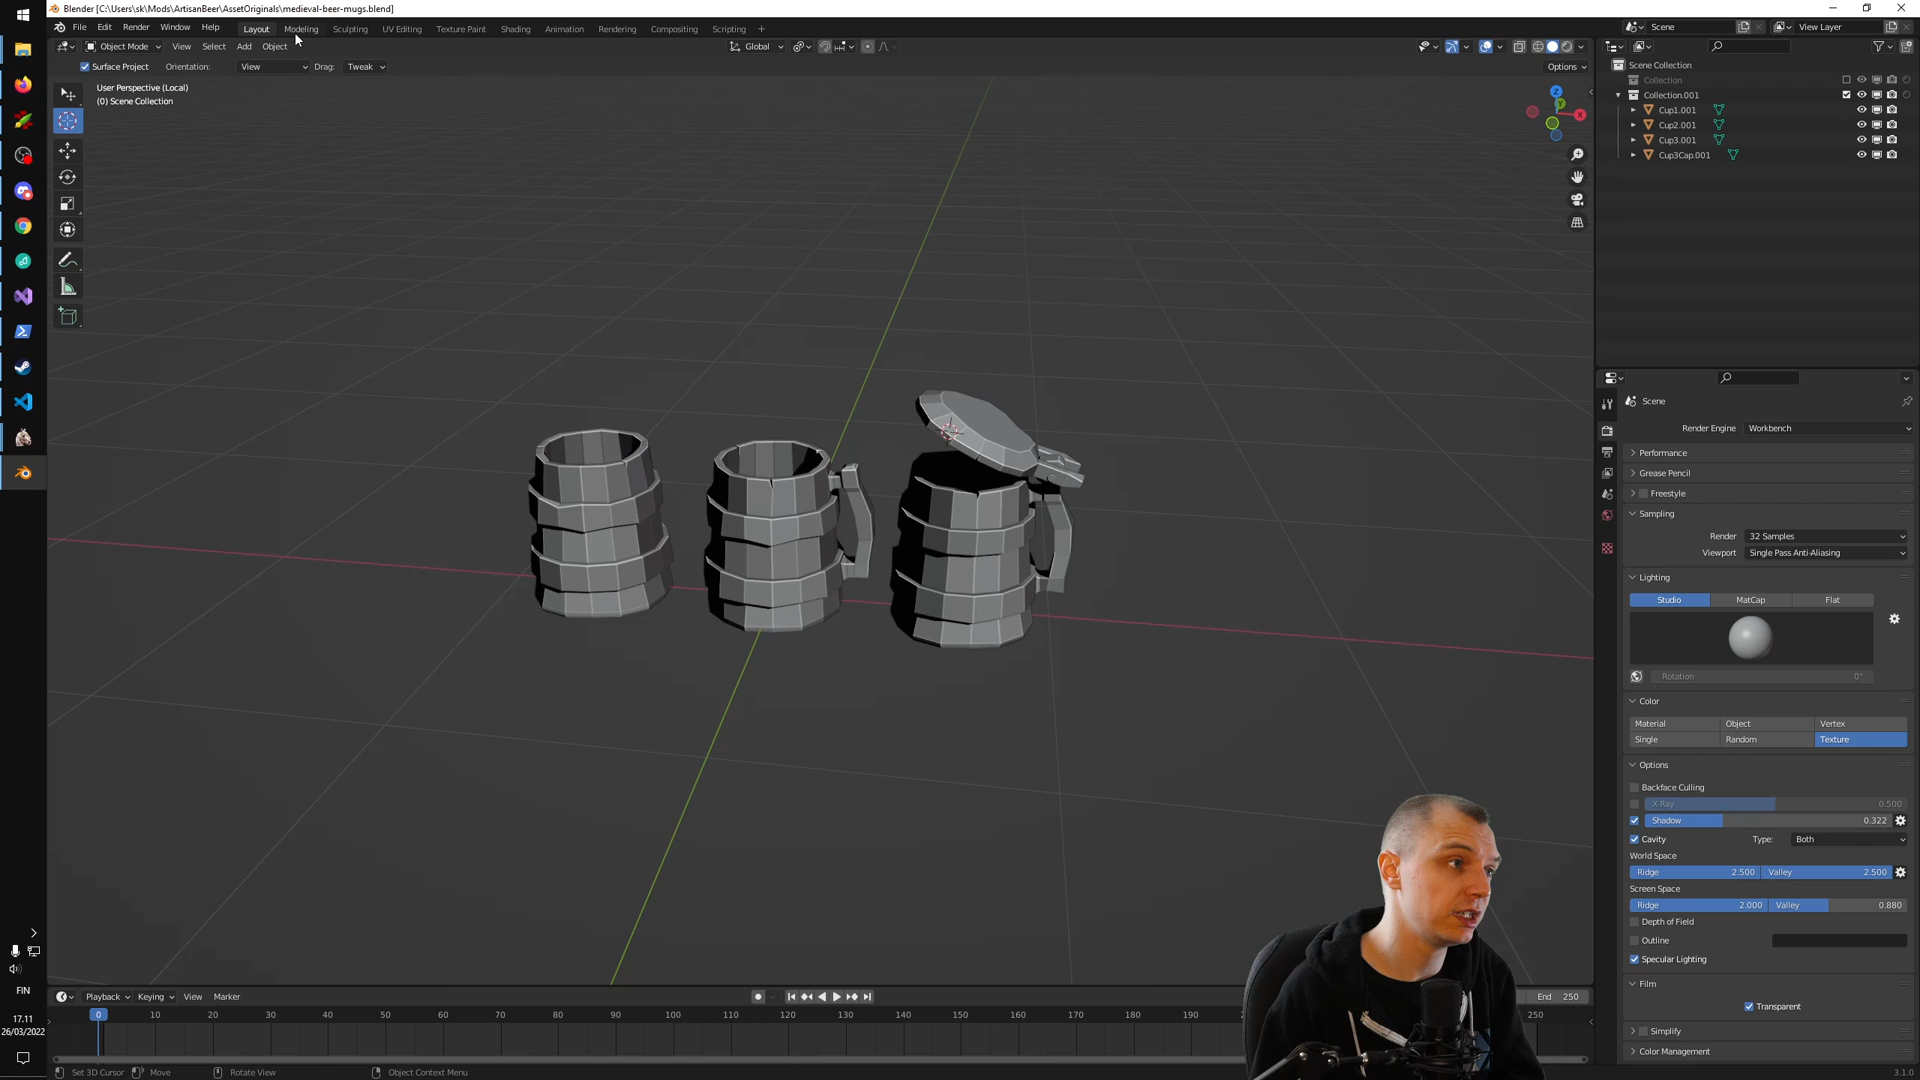 Blender [C:\Users\sk\Mods\ArtisanBeer\AssetOriginals\medieval-beer-mugs.blend]
File Edit Render Window Help Layout Modeling Sculpting UV Editing Texture Paint Shading Animation Rendering Compositing Scripting +
Scene View Layer
Object Mode View Select Add Object Global
Surface Project Orientation: View Drag: Tweak Options
User Perspective (Local)
(0) Scene Collection
Z
Y
X
Scene Collection
Collection
Collection.001
Cup1.001
Cup2.001
Cup3.001
Cup3Cap.001
Scene
Render Engine Workbench
Performance
Grease Pencil
Freestyle
Sampling
Render 32 Samples
Viewport Single Pass Anti-Aliasing
Lighting
Studio MatCap Flat
Rotation 0°
Color
Material Object Vertex
Single Random Texture
Options
Backface Culling
X-Ray 0.500
Shadow 0.322
Cavity Type: Both
World Space
Ridge 2.500 Valley 2.500
Screen Space
Ridge 2.000 Valley 0.880
Depth of Field
Outline
Specular Lighting
Film
Transparent
Simplify
Color Management
Playback Keying View Marker
End 250
0 10 20 30 40 50 60 70 80 90 100 110 120 130 140 150 160 170 180 190 250
Set 3D Cursor Move Rotate View Object Context Menu
3.1.0
FIN
17.11
26/03/2022